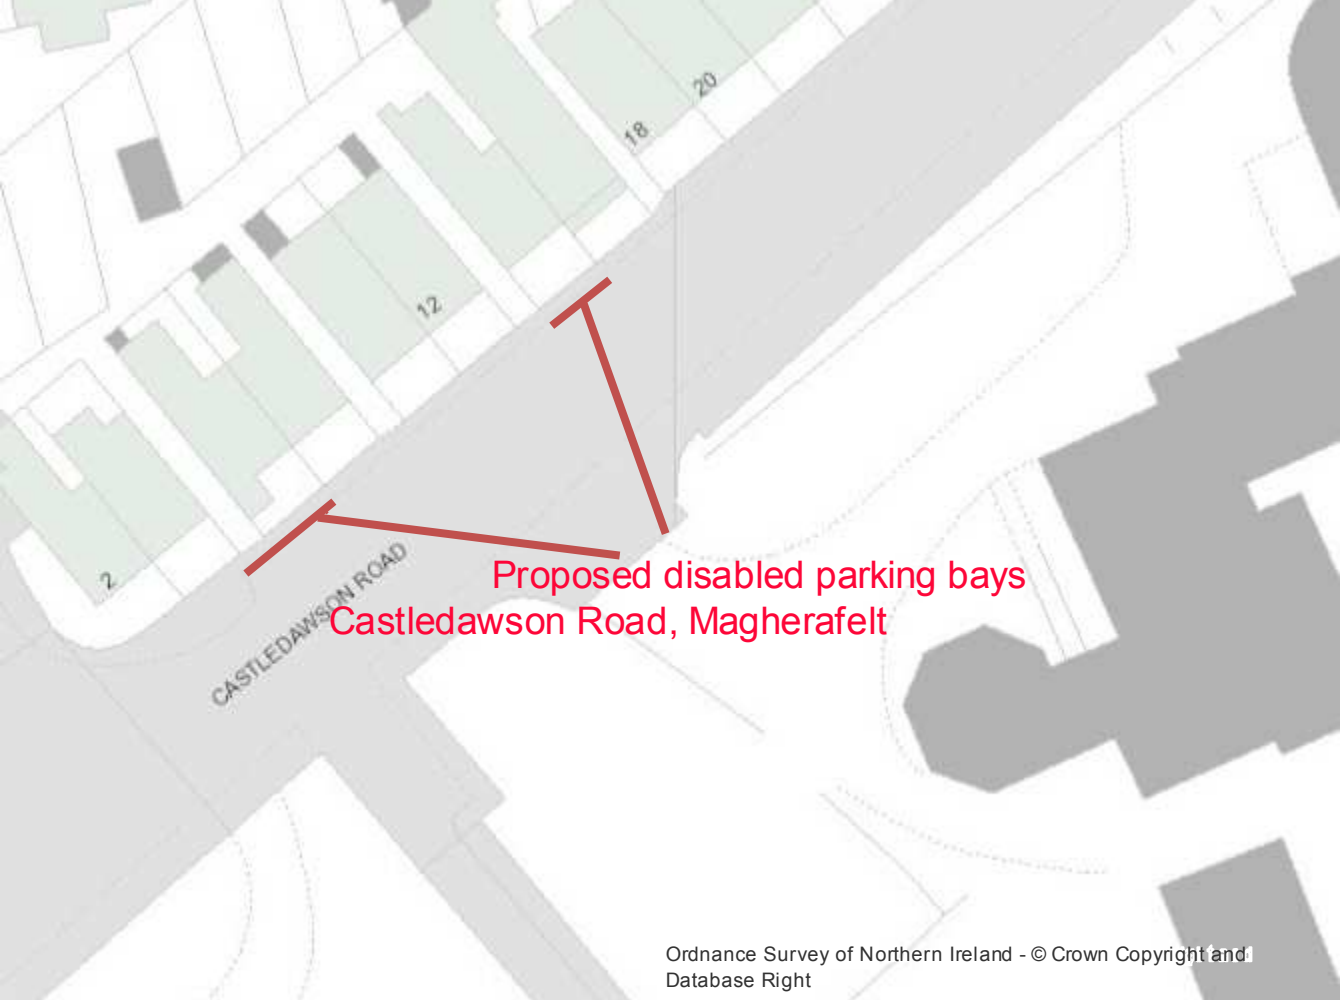 20
18
12
2
CASTLEDAWSON ROAD
Proposed disabled parking bays
Castledawson Road, Magherafelt
Ordnance Survey of Northern Ireland - © Crown Copyright and
Database Right